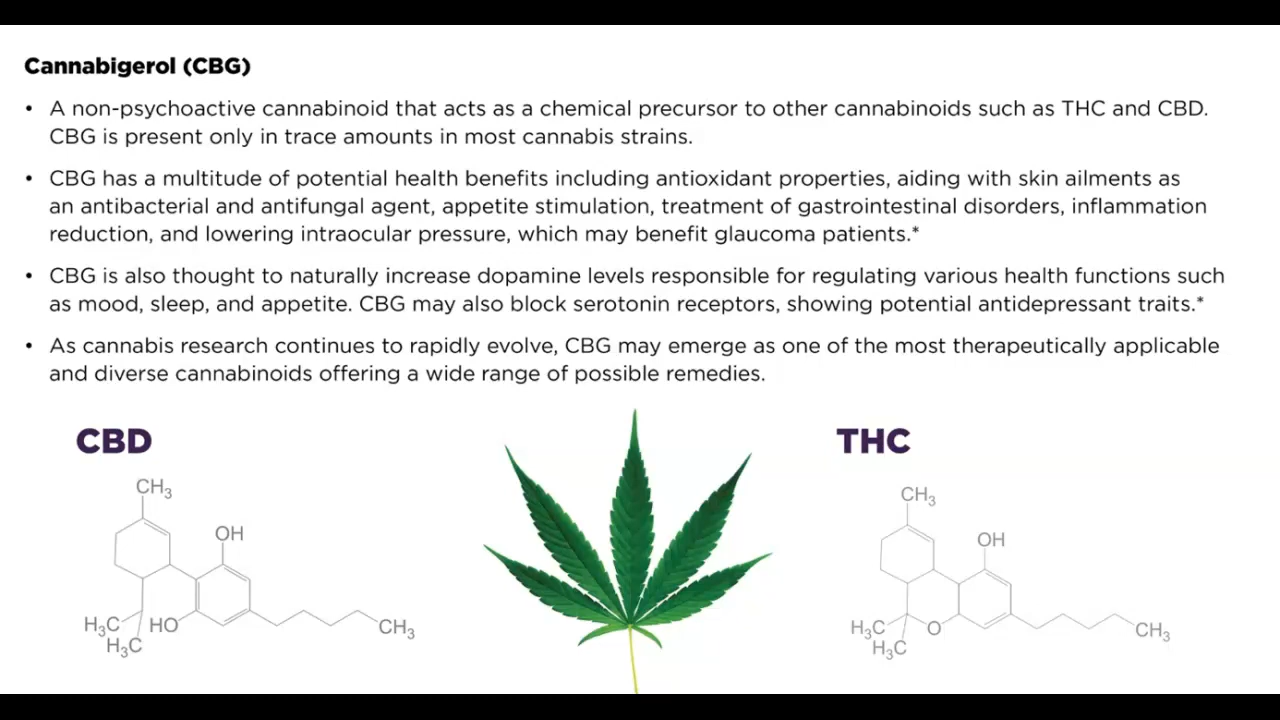 Cannabigerol (CBG)
• A non-psychoactive cannabinoid that acts as a chemical precursor to other cannabinoids such as THC and CBD.
CBG is present only in trace amounts in most cannabis strains.
• CBG has a multitude of potential health benefits including antioxidant properties, aiding with skin ailments as
an antibacterial and antifungal agent, appetite stimulation, treatment of gastrointestinal disorders, inflammation
reduction, and lowering intraocular pressure, which may benefit glaucoma patients.*
• CBG is also thought to naturally increase dopamine levels responsible for regulating various health functions such
as mood, sleep, and appetite. CBG may also block serotonin receptors, showing potential antidepressant traits.*
• As cannabis research continues to rapidly evolve, CBG may emerge as one of the most therapeutically applicable
and diverse cannabinoids offering a wide range of possible remedies.
CBD
CH₃
OH
H₃C
HO
H₃C
CH₃
THC
CH₃
OH
H₃C
O
H₃C
CH₃